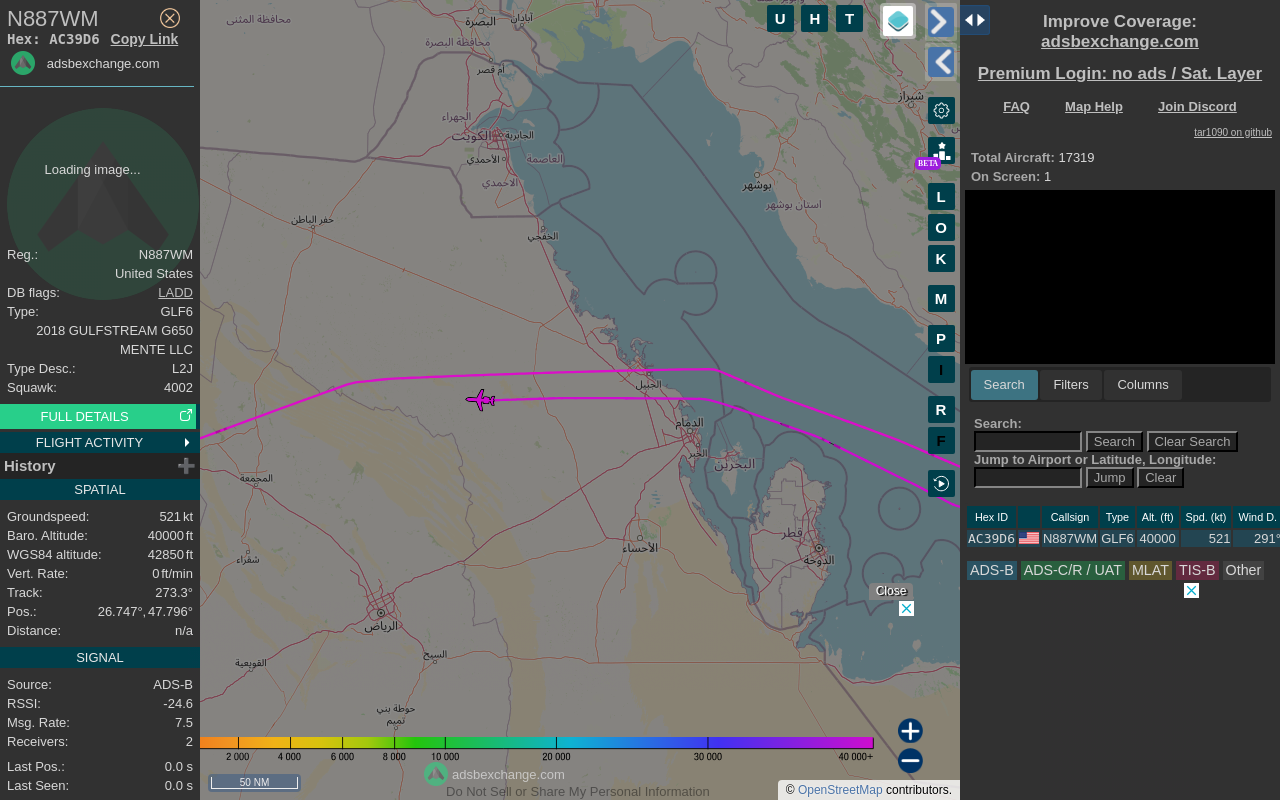 N887WM
Hex: AC39D6 Copy Link
adsbexchange.com
Loading image...
Reg.: N887WM
United States
DB flags: LADD
Type: GLF6
2018 GULFSTREAM G650
MENTE LLC
Type Desc.: L2J
Squawk: 4002
FULL DETAILS
FLIGHT ACTIVITY
History
SPATIAL
Groundspeed: 521 kt
Baro. Altitude: 40000 ft
WGS84 altitude: 42850 ft
Vert. Rate: 0 ft/min
Track: 273.3°
Pos.: 26.747°, 47.796°
Distance: n/a
SIGNAL
Source: ADS-B
RSSI: -24.6
Msg. Rate: 7.5
Receivers: 2
Last Pos.: 0.0 s
Last Seen: 0.0 s
محافظة المثنى
البصرة
آبادان
محافظة البصرة
أم قصر
شيراز
الجهراء
الكويت
الجابرية
الأحمدي
العاصمة
الاحمدي
بوشهر
استان بوشهر
حفر الباطن
الخفجي
الجبيل
الدمام
الخبر
البحرين
المجمعة
قطر
الدوحة
الأحساء
شقراء
الرياض
السيح
القويعية
حوطة بني
تميم
U H T
BETA
L
O
K
M
P
I
R
F
Close
2 000 4 000 6 000 8 000 10 000 20 000 30 000 40 000+
50 NM
adsbexchange.com
Do Not Sell or Share My Personal Information
© OpenStreetMap contributors.
Improve Coverage:
adsbexchange.com
Premium Login: no ads / Sat. Layer
FAQ Map Help Join Discord
tar1090 on github
Total Aircraft: 17319
On Screen: 1
Search Filters Columns
Search:
Search Clear Search
Jump to Airport or Latitude, Longitude:
Jump Clear
Hex ID Callsign Type Alt. (ft) Spd. (kt) Wind D.
AC39D6 N887WM GLF6 40000 521 291°
ADS-B ADS-C/R / UAT MLAT TIS-B Other